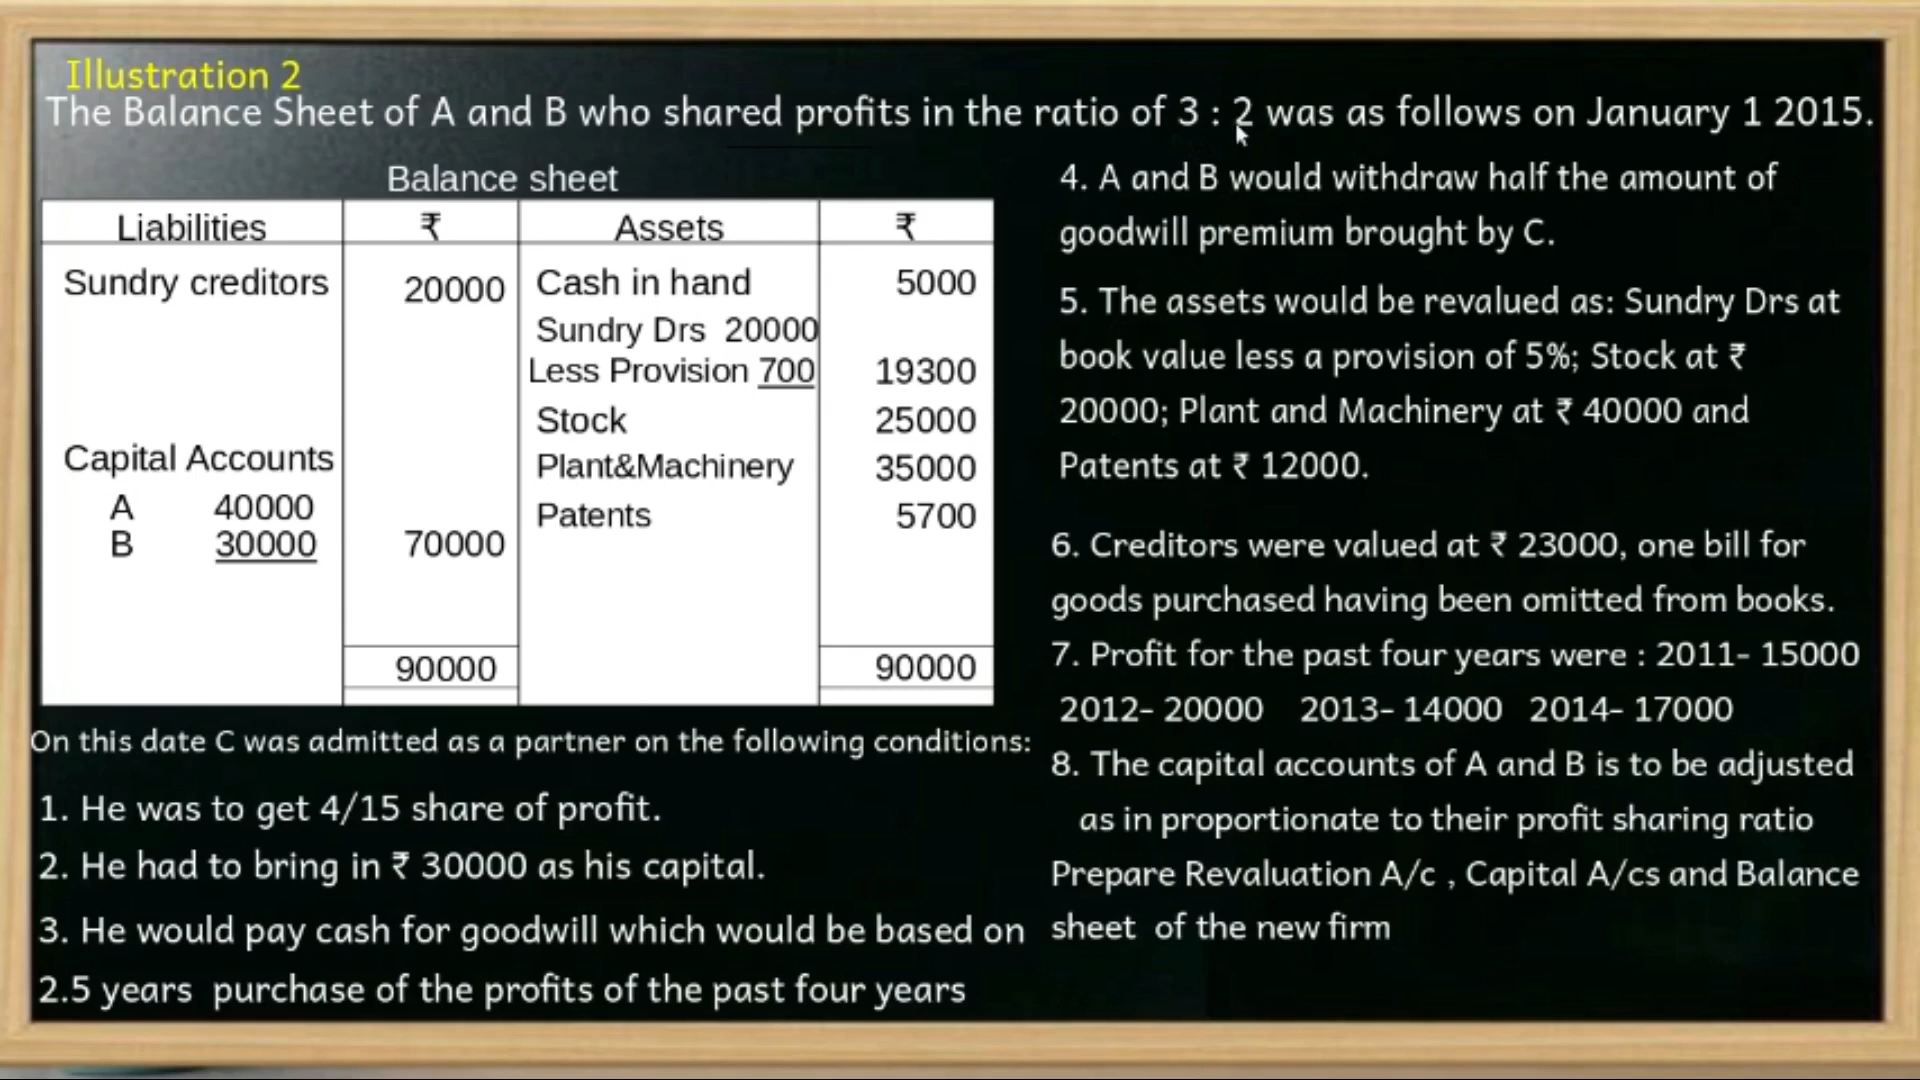 Illustration 2
The Balance Sheet of A and B who shared profits in the ratio of 3 : 2 was as follows on January 1 2015.
Balance sheet
Liabilities ₹ Assets ₹
Sundry creditors 20000 Cash in hand 5000
Sundry Drs 20000
Less Provision 700 19300
Stock 25000
Capital Accounts Plant&Machinery 35000
A 40000 Patents 5700
B 30000 70000
90000 90000
On this date C was admitted as a partner on the following conditions:
1. He was to get 4/15 share of profit.
2. He had to bring in ₹ 30000 as his capital.
3. He would pay cash for goodwill which would be based on
2.5 years purchase of the profits of the past four years
4. A and B would withdraw half the amount of
goodwill premium brought by C.
5. The assets would be revalued as: Sundry Drs at
book value less a provision of 5%; Stock at ₹
20000; Plant and Machinery at ₹ 40000 and
Patents at ₹ 12000.
6. Creditors were valued at ₹ 23000, one bill for
goods purchased having been omitted from books.
7. Profit for the past four years were : 2011- 15000
2012- 20000 2013- 14000 2014- 17000
8. The capital accounts of A and B is to be adjusted
as in proportionate to their profit sharing ratio
Prepare Revaluation A/c , Capital A/cs and Balance
sheet of the new firm